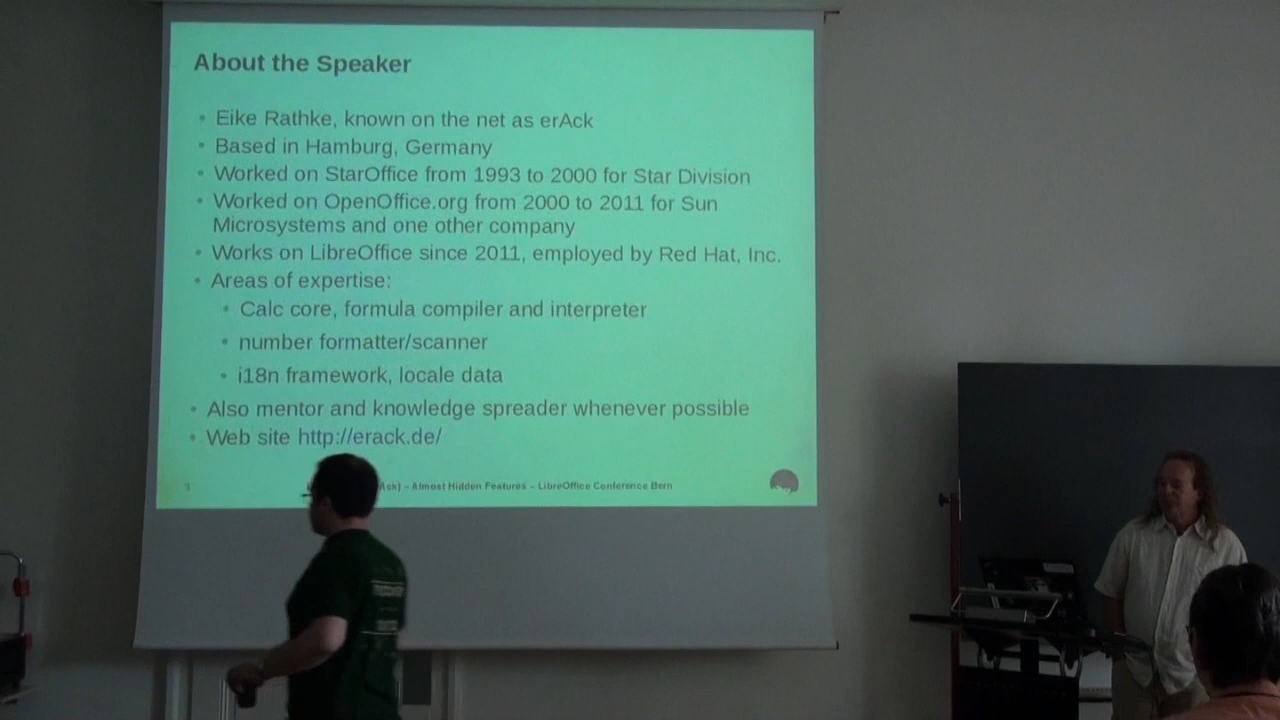 About the Speaker
• Eike Rathke, known on the net as erAck
• Based in Hamburg, Germany
• Worked on StarOffice from 1993 to 2000 for Star Division
• Worked on OpenOffice.org from 2000 to 2011 for Sun
Microsystems and one other company
• Works on LibreOffice since 2011, employed by Red Hat, Inc.
• Areas of expertise:
• Calc core, formula compiler and interpreter
• number formatter/scanner
• i18n framework, locale data
• Also mentor and knowledge spreader whenever possible
• Web site http://erack.de/
3 Ack) – Almost Hidden Features – LibreOffice Conference Bern